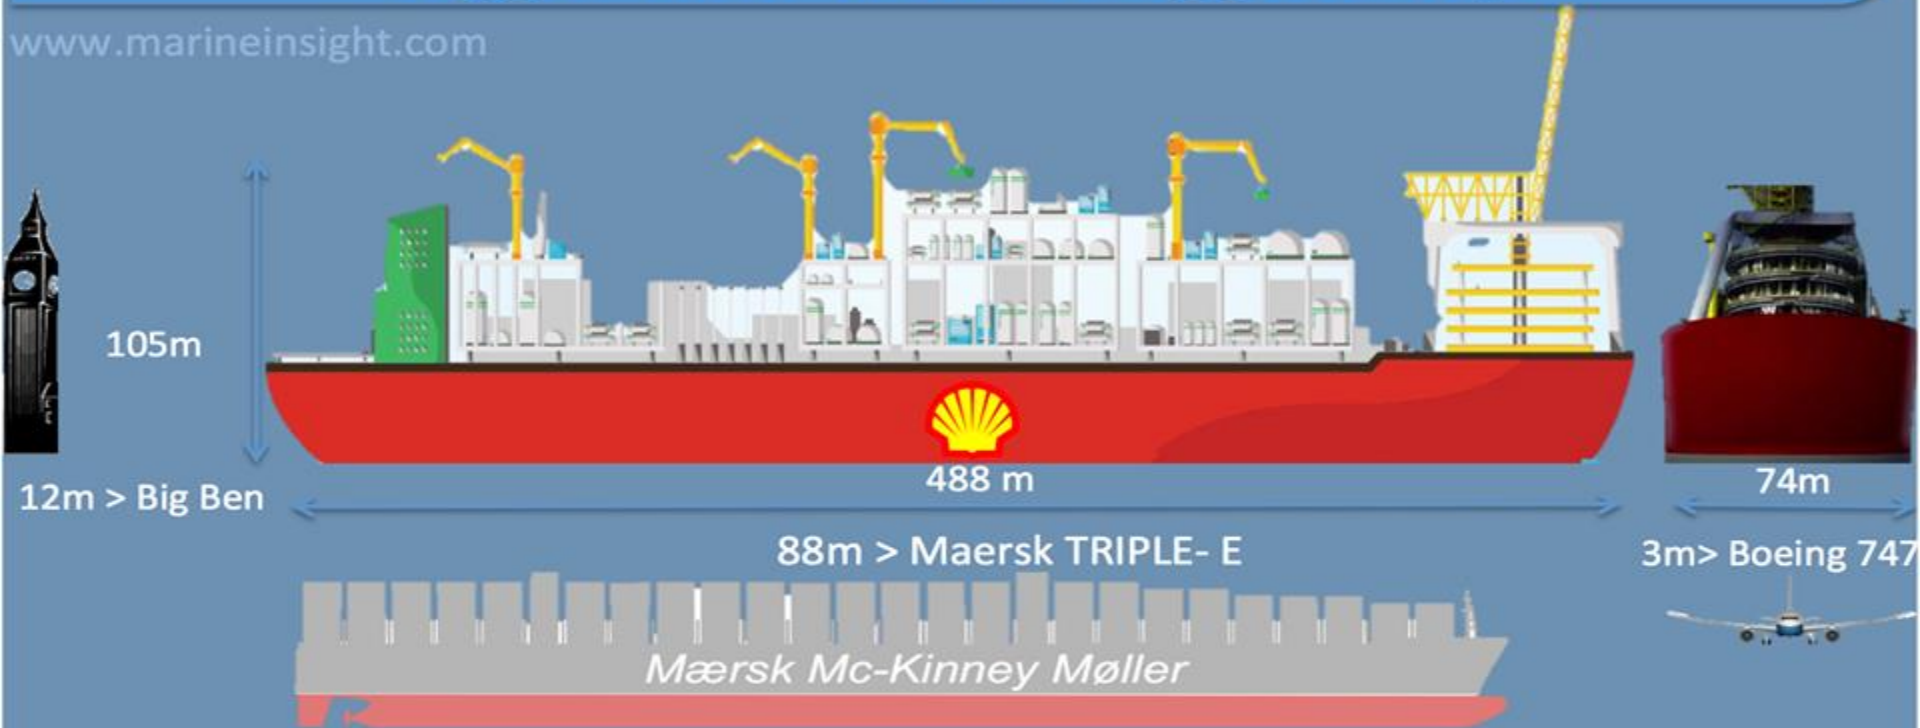 www.marineinsight.com
105m
12m > Big Ben
488 m
74m
88m > Maersk TRIPLE- E
3m> Boeing 747
Mærsk Mc-Kinney Møller